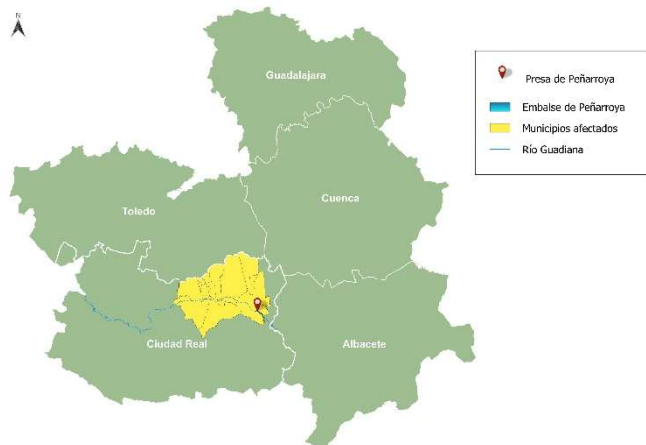 N
Guadalajara
Cuenca
Toledo
Ciudad Real
Albacete
Presa de Peñarroya
Embalse de Peñarroya
Municipios afectados
Río Guadiana